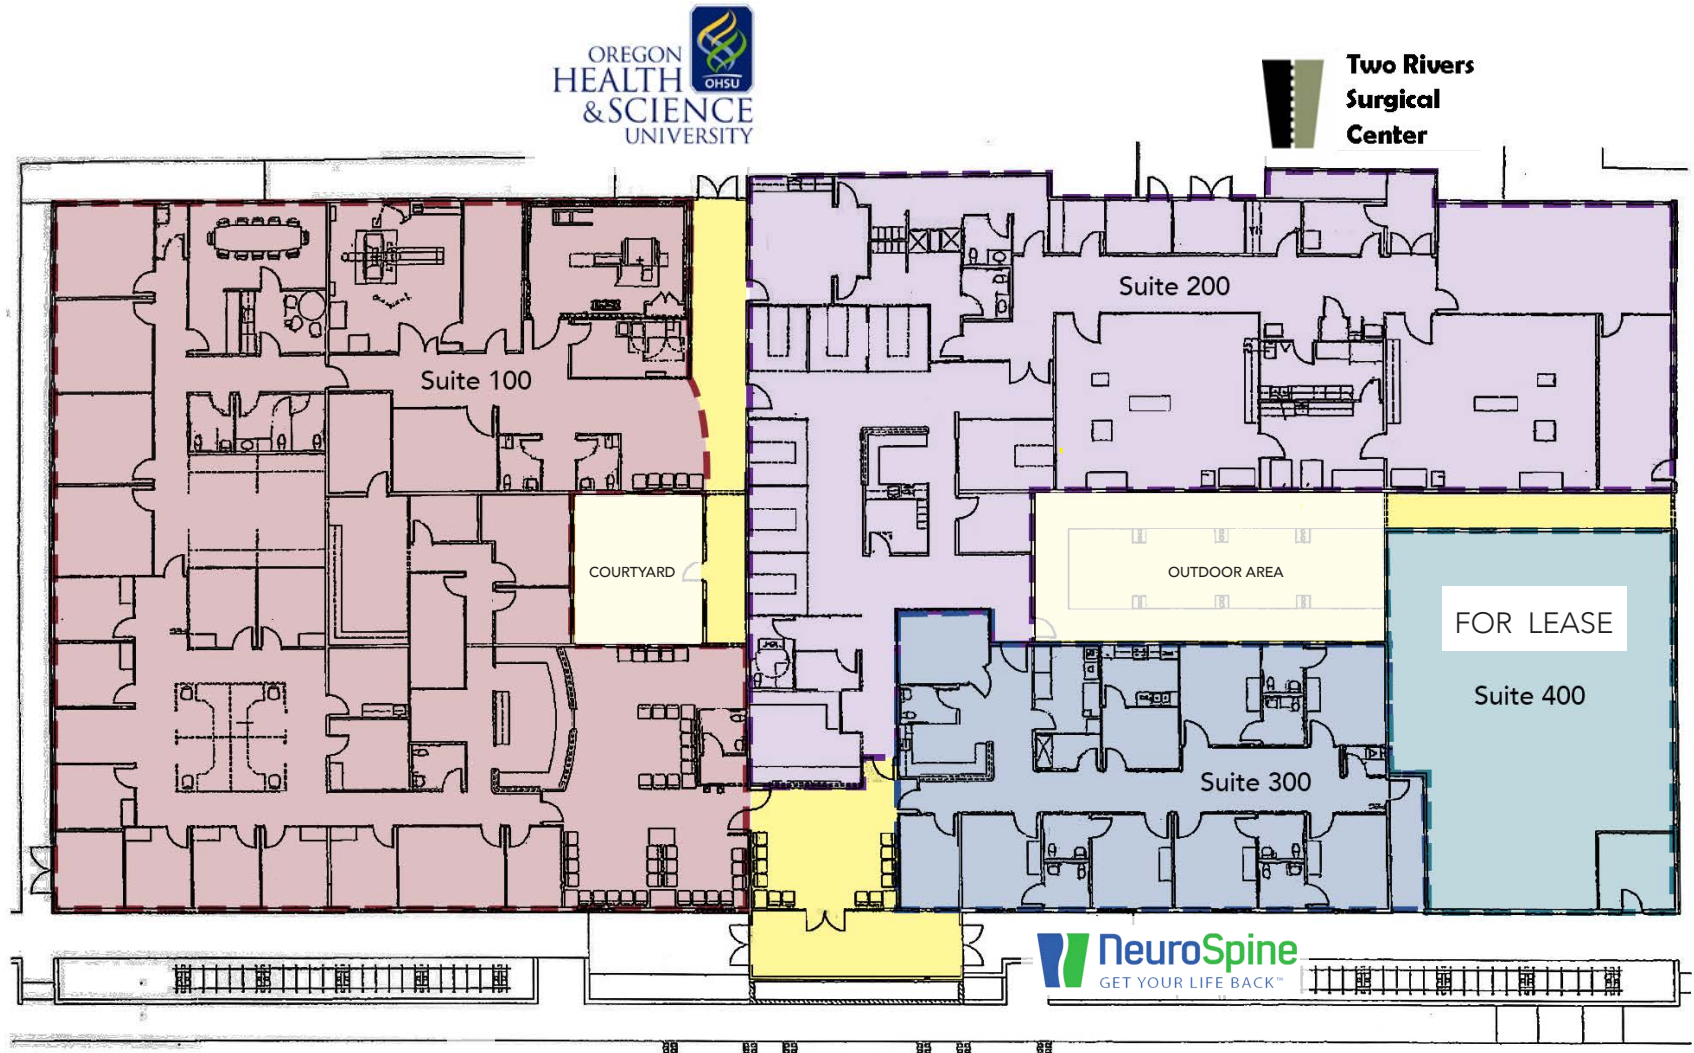 OREGON
HEALTH
& SCIENCE
UNIVERSITY
OHSU
Two Rivers
Surgical
Center
Suite 200
Suite 100
COURTYARD
OUTDOOR AREA
FOR LEASE
Suite 400
Suite 300
NeuroSpine
GET YOUR LIFE BACK™